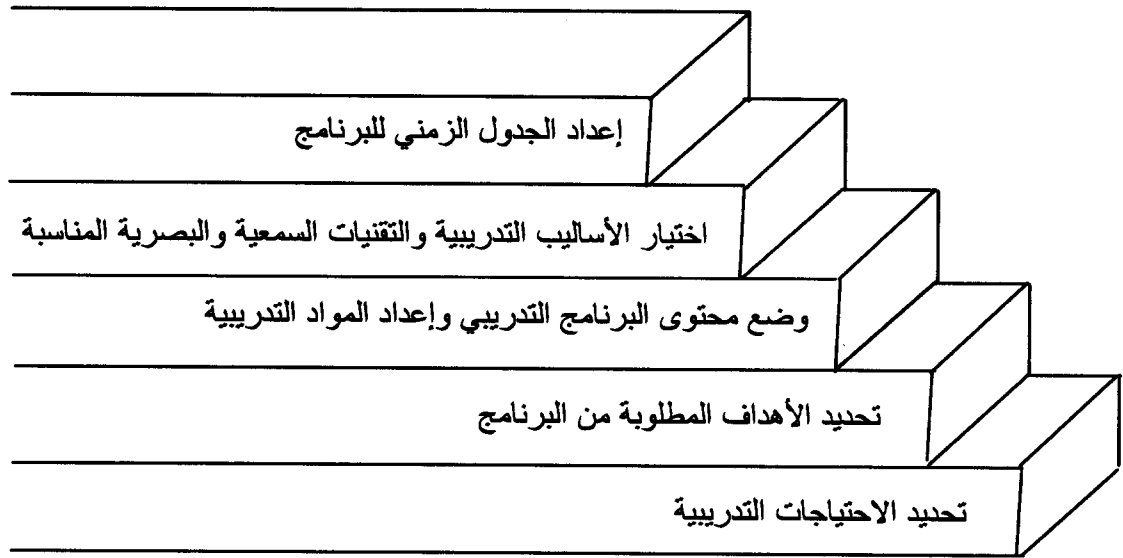 إعداد الجدول الزمني للبرنامج
اختيار الأساليب التدريبية والتقنيات السمعية والبصرية المناسبة
وضع محتوى البرنامج التدريبي وإعداد المواد التدريبية
تحديد الأهداف المطلوبة من البرنامج
تحديد الاحتياجات التدريبية